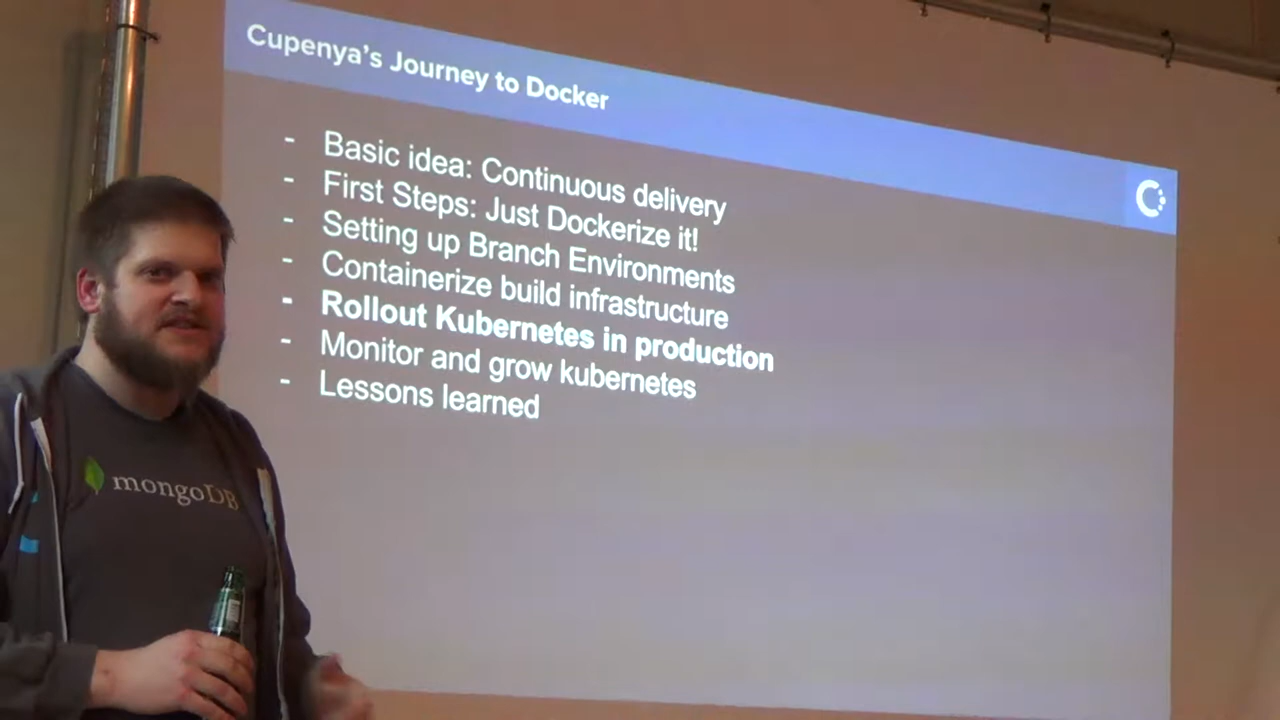 Cupenya's Journey to Docker
- Basic idea: Continuous delivery
- First Steps: Just Dockerize it!
- Setting up Branch Environments
- Containerize build infrastructure
- Rollout Kubernetes in production
- Monitor and grow kubernetes
- Lessons learned
mongoDB